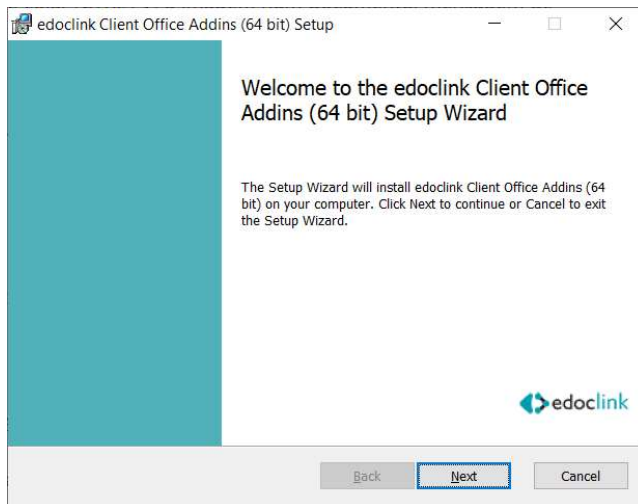 edoclink Client Office Addins (64 bit) Setup
Welcome to the edoclink Client Office
Addins (64 bit) Setup Wizard
The Setup Wizard will install edoclink Client Office Addins (64
bit) on your computer. Click Next to continue or Cancel to exit
the Setup Wizard.
edoclink
Back Next Cancel